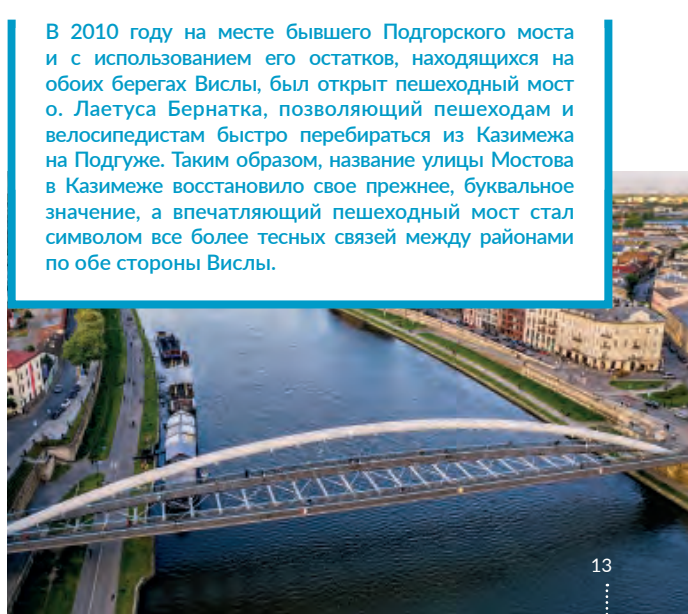 В 2010 году на месте бывшего Подгорского моста
и с использованием его остатков, находящихся на
обоих берегах Вислы, был открыт пешеходный мост
о. Лаетуса Бернатка, позволяющий пешеходам и
велосипедистам быстро перебираться из Казимежа
на Подгуже. Таким образом, название улицы Мостова
в Казимеже восстановило свое прежнее, буквальное
значение, а впечатляющий пешеходный мост стал
символом все более тесных связей между районами
по обе стороны Вислы.
13